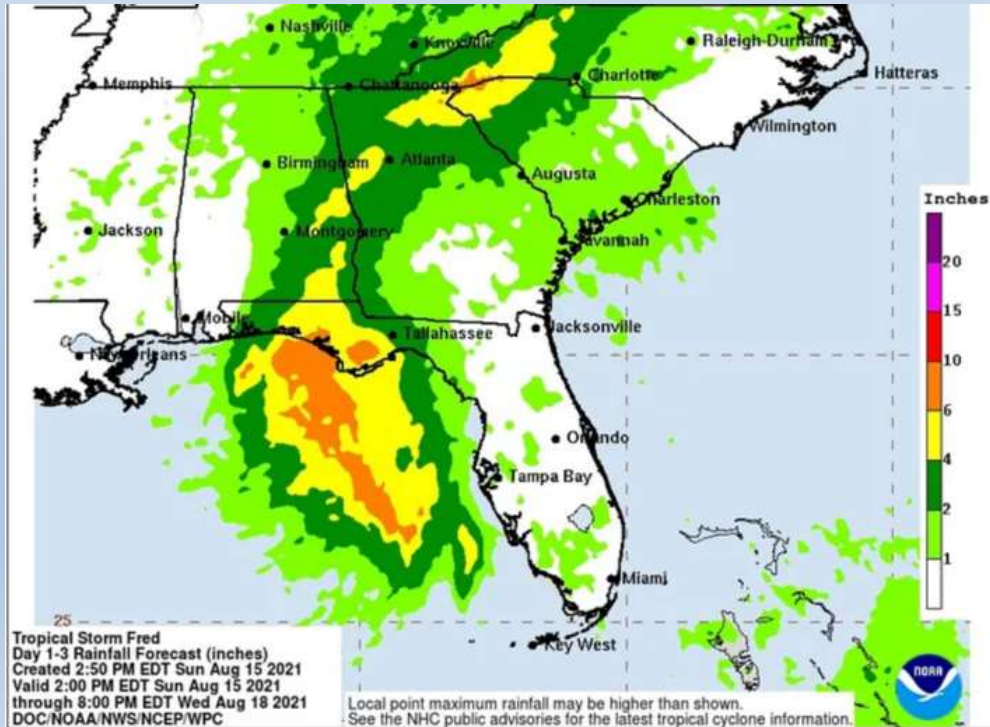 Nashville
Knoxville
Raleigh-Durham
Memphis
Chattanooga
Charlotte
Hatteras
Wilmington
Birmingham
Atlanta
Augusta
Charleston
Jackson
Montgomery
Savannah
Mobile
Tallahassee
Jacksonville
New Orleans
Orlando
Tampa Bay
Miami
25
Key West
Inches
20
15
10
6
4
2
1
Tropical Storm Fred
Day 1-3 Rainfall Forecast (inches)
Created 2:50 PM EDT Sun Aug 15 2021
Valid 2:00 PM EDT Sun Aug 15 2021
through 8:00 PM EDT Wed Aug 18 2021
DOC/NOAA/NWS/NCEP/WPC
Local point maximum rainfall may be higher than shown.
See the NHC public advisories for the latest tropical cyclone information.
NOAA